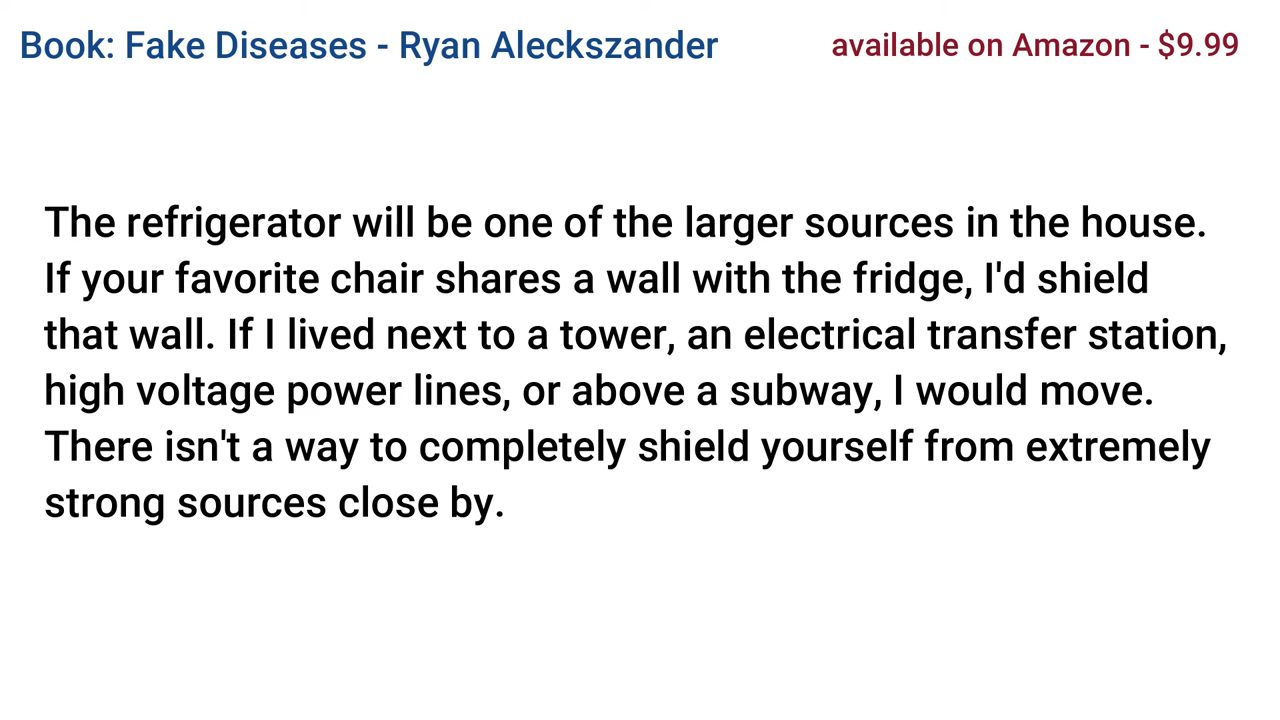 Book: Fake Diseases - Ryan Aleckszander
available on Amazon - $9.99
The refrigerator will be one of the larger sources in the house.
If your favorite chair shares a wall with the fridge, I'd shield
that wall. If I lived next to a tower, an electrical transfer station,
high voltage power lines, or above a subway, I would move.
There isn't a way to completely shield yourself from extremely
strong sources close by.